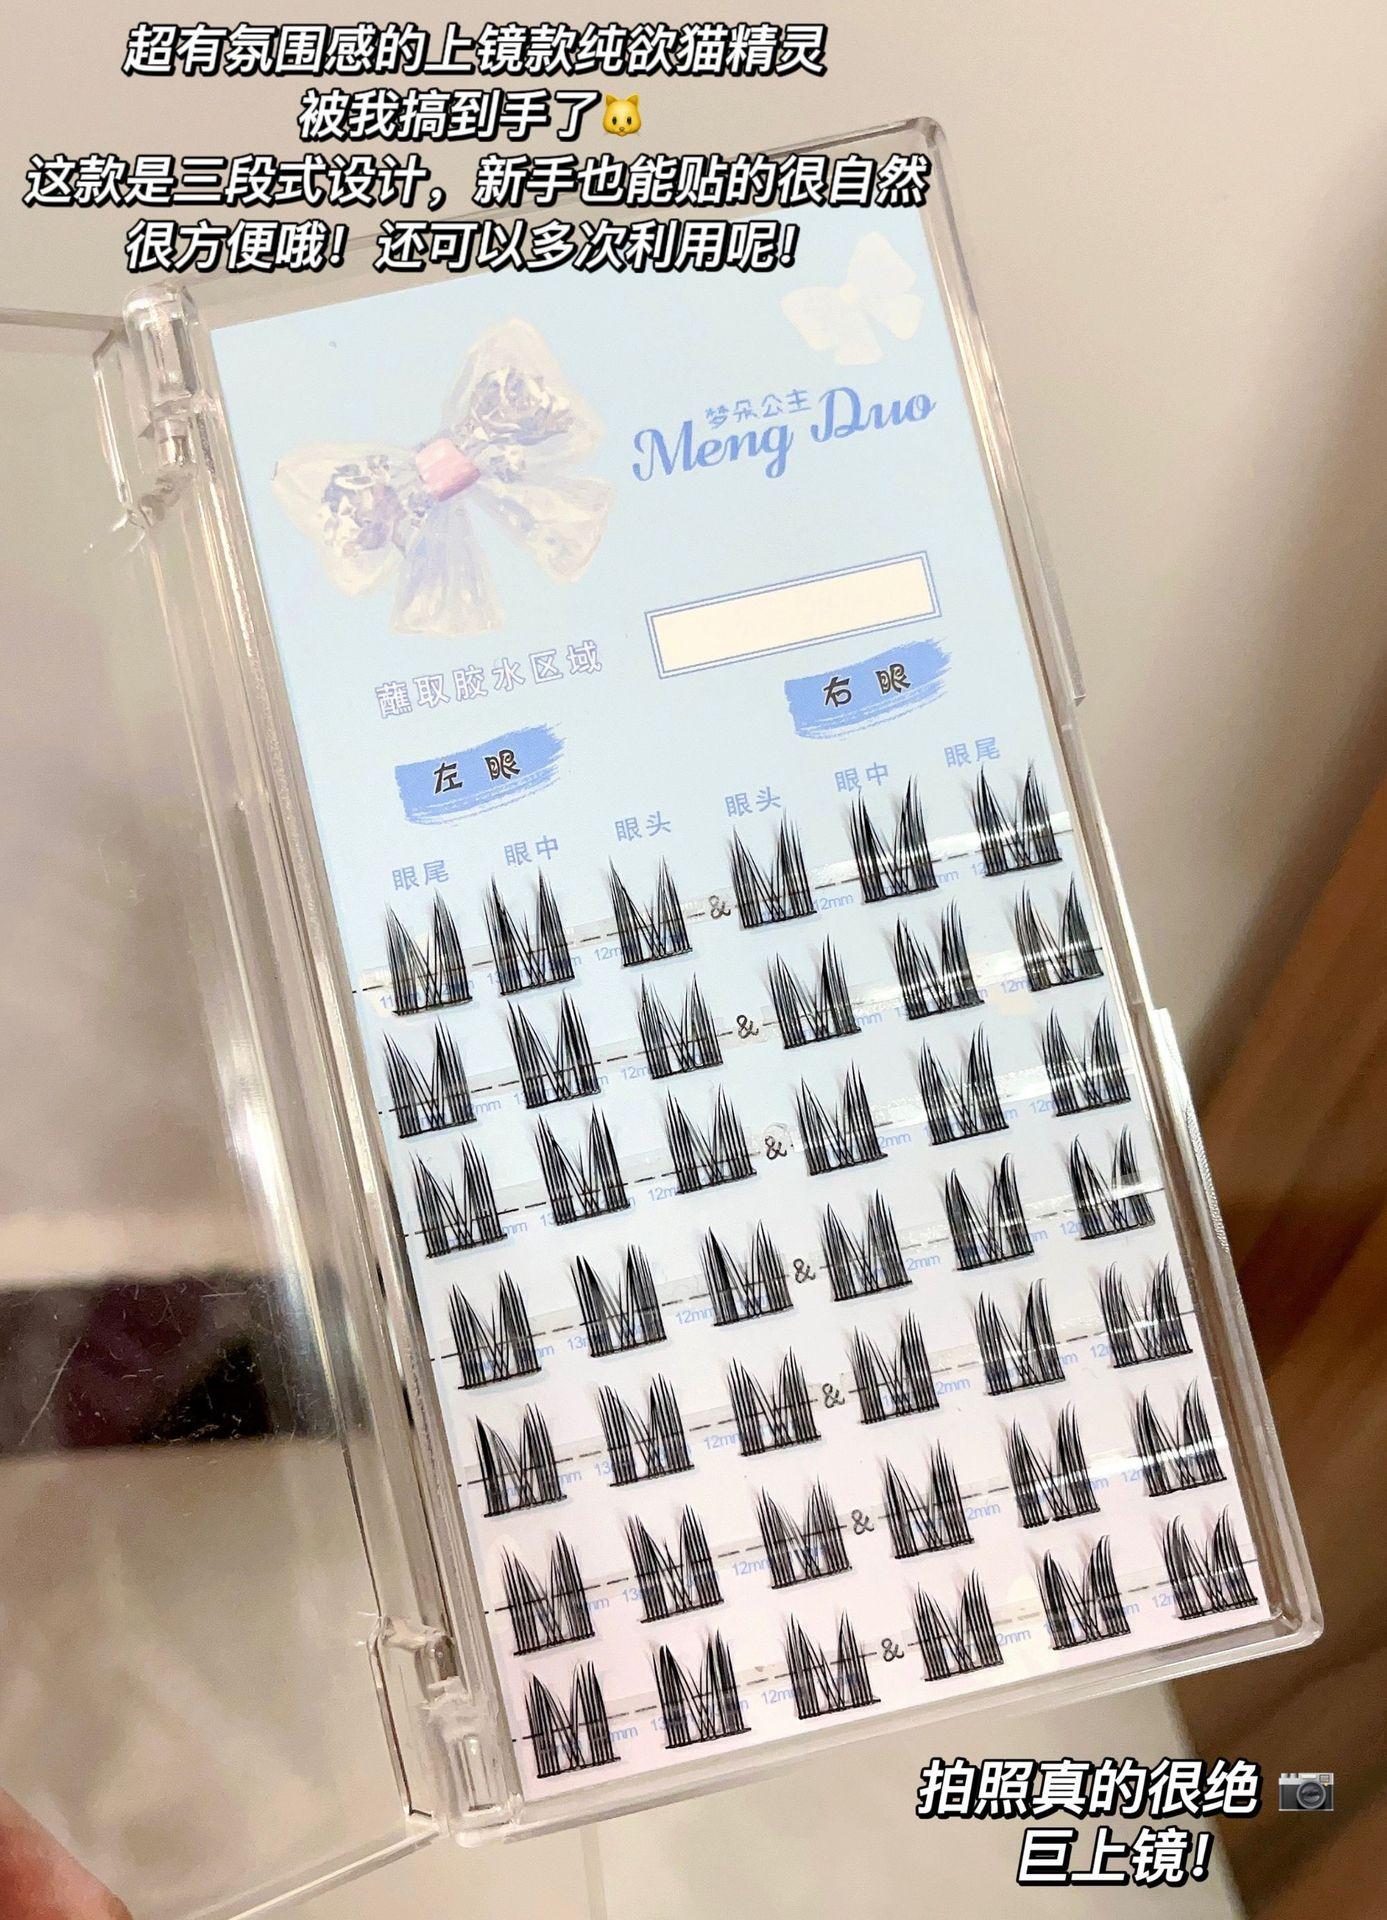 超有氛围感的上镜款纯欲猫精灵
被我搞到手了🐱
这款是三段式设计，新手也能贴的很自然
很方便哦！还可以多次利用呢！
梦朵公主
Meng Duo
蘸取胶水区域
左 眼
右 眼
眼尾 眼中 眼头 眼头 眼中 眼尾
&
12mm
&
&
&
&
&
&
拍照真的很绝 📷
巨上镜！